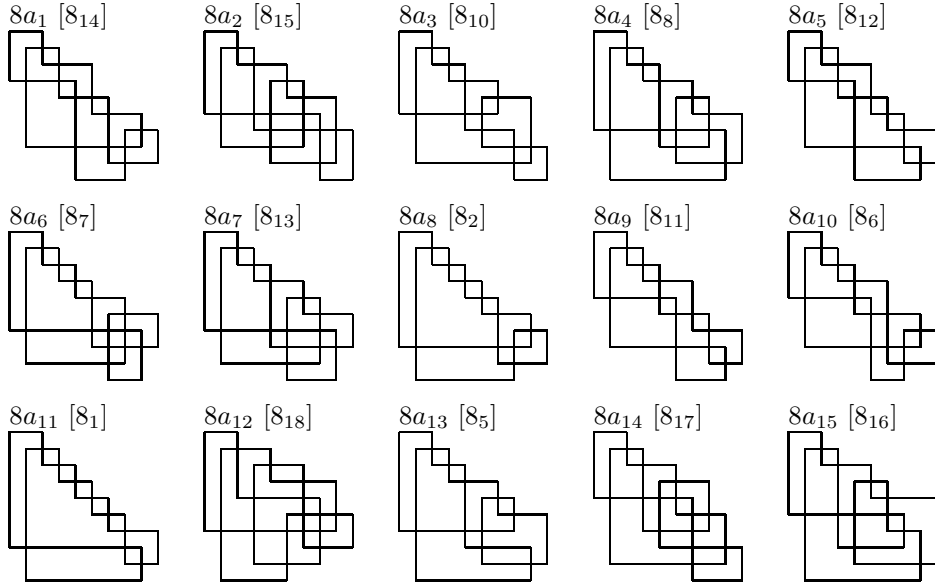 8a₁ [8₁₄] 8a₂ [8₁₅] 8a₃ [8₁₀] 8a₄ [8₈] 8a₅ [8₁₂]
8a₆ [8₇] 8a₇ [8₁₃] 8a₈ [8₂] 8a₉ [8₁₁] 8a₁₀ [8₆]
8a₁₁ [8₁] 8a₁₂ [8₁₈] 8a₁₃ [8₅] 8a₁₄ [8₁₇] 8a₁₅ [8₁₆]